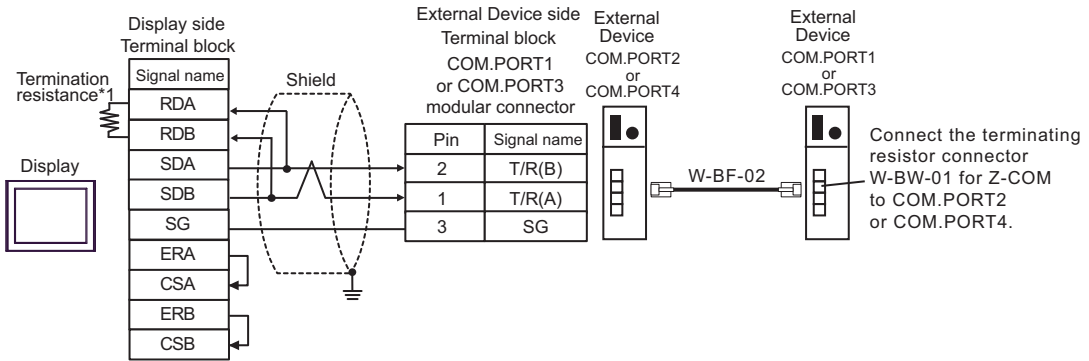 Display side
Terminal block
Signal name
RDA
RDB
SDA
SDB
SG
ERA
CSA
ERB
CSB
Termination
resistance*1
Display
Shield
External Device side
Terminal block
COM.PORT1
or COM.PORT3
modular connector
Pin Signal name
2 T/R(B)
1 T/R(A)
3 SG
External
Device
COM.PORT2
or
COM.PORT4
W-BF-02
External
Device
COM.PORT1
or
COM.PORT3
Connect the terminating
resistor connector
W-BW-01 for Z-COM
to COM.PORT2
or COM.PORT4.